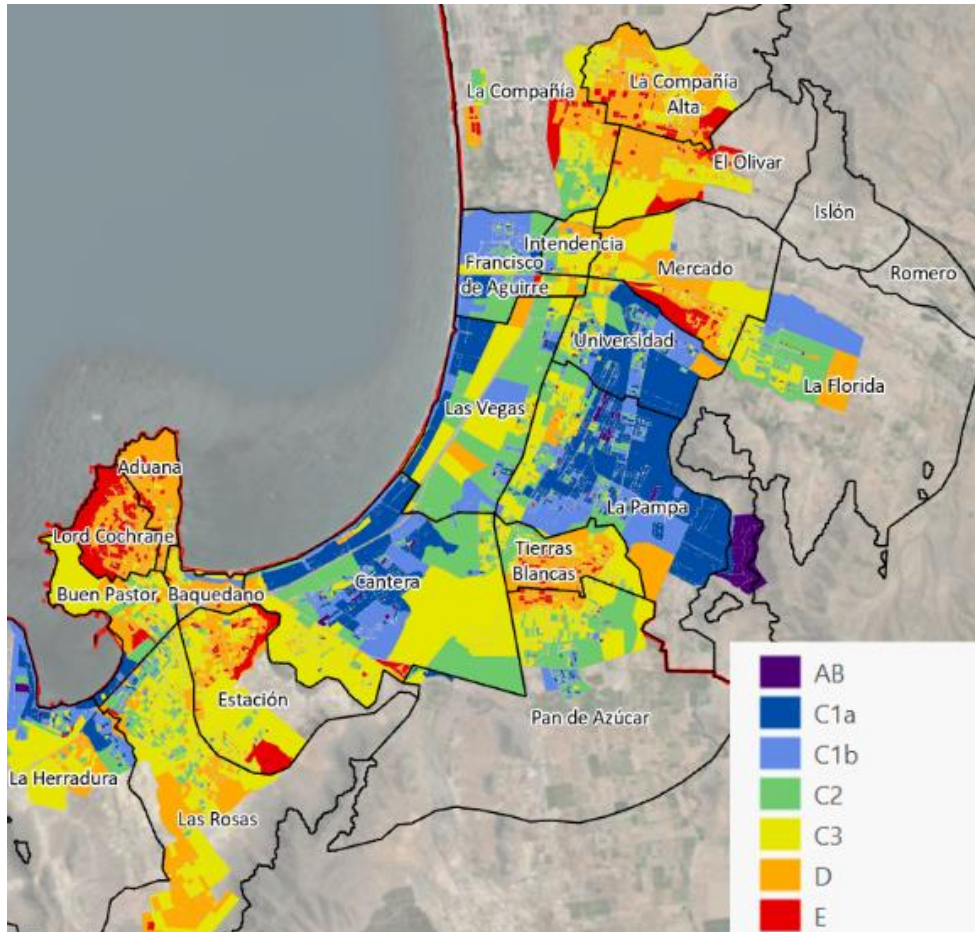 La Compañía
La Compañía
Alta
El Olivar
Islón
Intendencia
Francisco
de Aguirre
Mercado
Romero
Universidad
La Florida
Las Vegas
Aduana
La Pampa
Lord Cochrane
Tierras
Blancas
Buen Pastor
Baquedano
Cantera
Estación
Pan de Azúcar
La Herradura
Las Rosas
AB
C1a
C1b
C2
C3
D
E